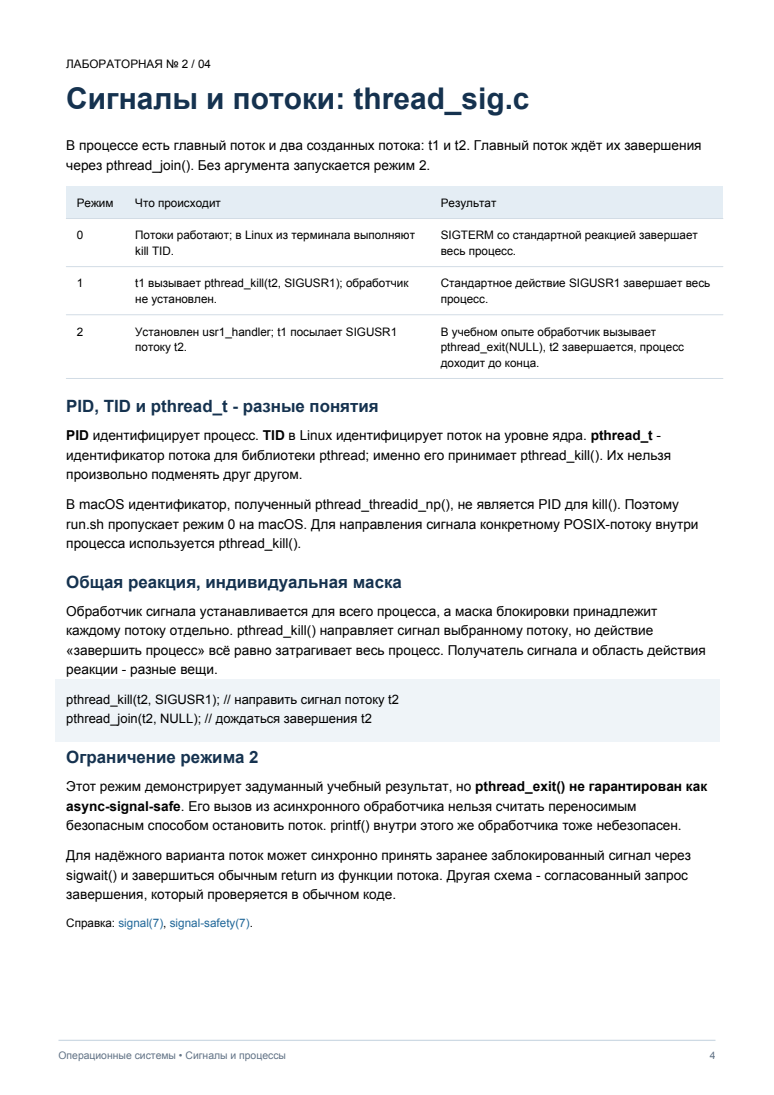 ЛАБОРАТОРНАЯ № 2 / 04
Сигналы и потоки: thread_sig.c
В процессе есть главный поток и два созданных потока: t1 и t2. Главный поток ждёт их завершения
через pthread_join(). Без аргумента запускается режим 2.
Режим Что происходит Результат
0 Потоки работают; в Linux из терминала выполняют SIGTERM со стандартной реакцией завершает
kill TID. весь процесс.
1 t1 вызывает pthread_kill(t2, SIGUSR1); обработчик Стандартное действие SIGUSR1 завершает весь
не установлен. процесс.
2 Установлен usr1_handler; t1 посылает SIGUSR1 В учебном опыте обработчик вызывает
потоку t2. pthread_exit(NULL), t2 завершается, процесс
доходит до конца.
PID, TID и pthread_t - разные понятия
PID идентифицирует процесс. TID в Linux идентифицирует поток на уровне ядра. pthread_t -
идентификатор потока для библиотеки pthread; именно его принимает pthread_kill(). Их нельзя
произвольно подменять друг другом.
В macOS идентификатор, полученный pthread_threadid_np(), не является PID для kill(). Поэтому
run.sh пропускает режим 0 на macOS. Для направления сигнала конкретному POSIX-потоку внутри
процесса используется pthread_kill().
Общая реакция, индивидуальная маска
Обработчик сигнала устанавливается для всего процесса, а маска блокировки принадлежит
каждому потоку отдельно. pthread_kill() направляет сигнал выбранному потоку, но действие
«завершить процесс» всё равно затрагивает весь процесс. Получатель сигнала и область действия
реакции - разные вещи.
pthread_kill(t2, SIGUSR1); // направить сигнал потоку t2
pthread_join(t2, NULL); // дождаться завершения t2
Ограничение режима 2
Этот режим демонстрирует задуманный учебный результат, но pthread_exit() не гарантирован как
async-signal-safe. Его вызов из асинхронного обработчика нельзя считать переносимым
безопасным способом остановить поток. printf() внутри этого же обработчика тоже небезопасен.
Для надёжного варианта поток может синхронно принять заранее заблокированный сигнал через
sigwait() и завершиться обычным return из функции потока. Другая схема - согласованный запрос
завершения, который проверяется в обычном коде.
Справка: signal(7), signal-safety(7).
Операционные системы • Сигналы и процессы 4